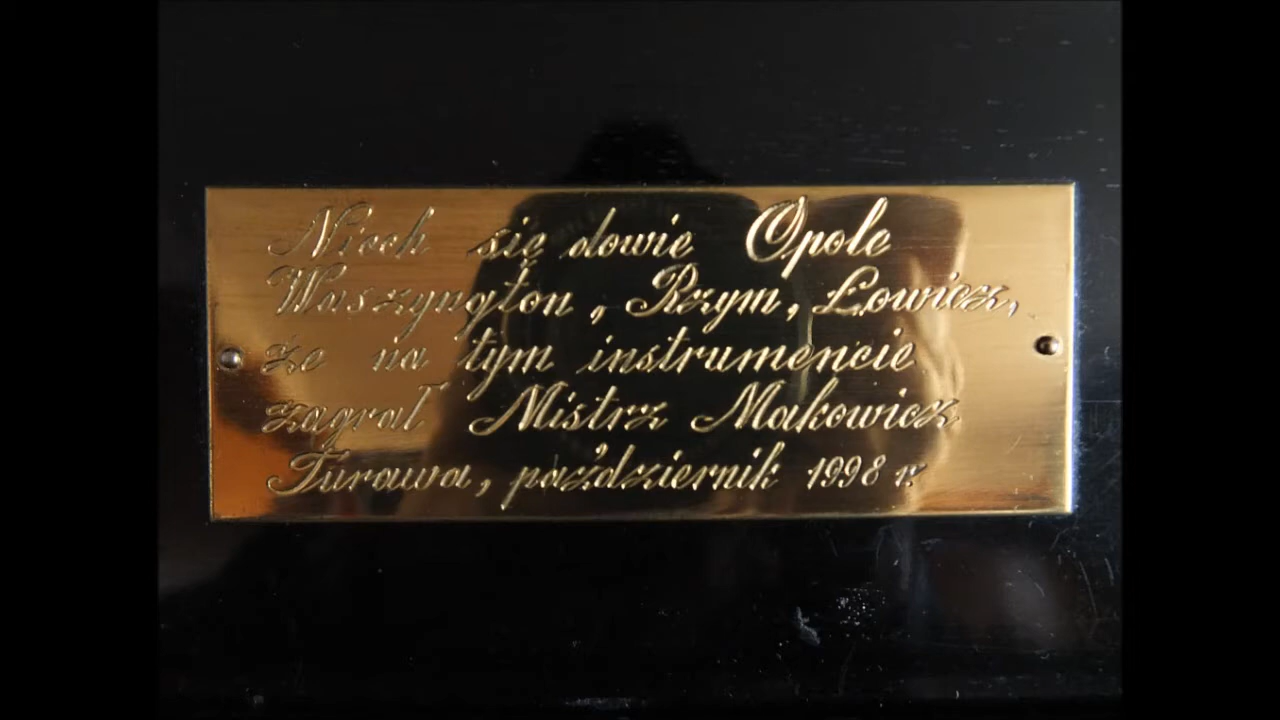 Niech się dowie Opole
Waszyngton, Rzym, Łowicz,
że na tym instrumencie
zagrał Mistrz Makowicz
Turawa, październik 1998 r.